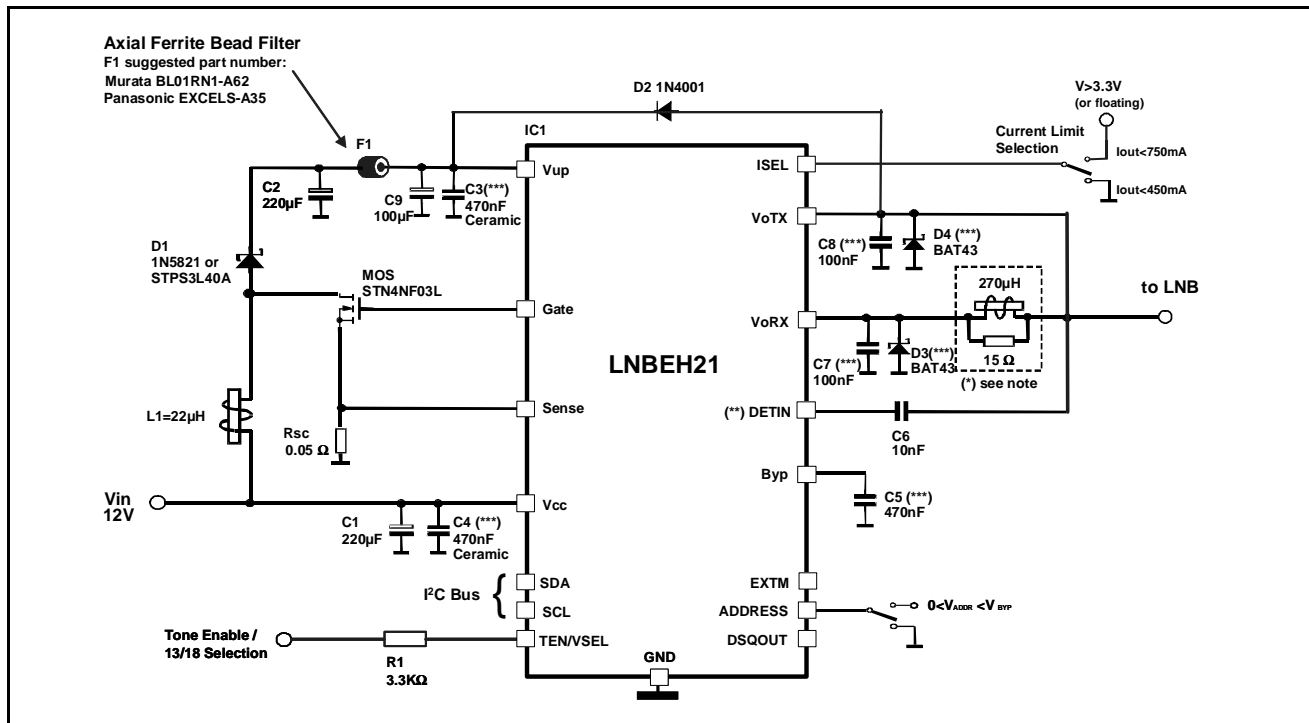 Axial Ferrite Bead Filter
F1 suggested part number:
Murata BL01RN1-A62
Panasonic EXCELS-A35
F1
D2 1N4001
V>3.3V
(or floating)
Current Limit
Selection
Iout<750mA
Iout<450mA
IC1
LNBEH21
Vup
Gate
Sense
Vcc
SDA
SCL
TEN/VSEL
GND
ISEL
VoTX
VoRX
(**) DETIN
Byp
EXTM
ADDRESS
DSQOUT
C2
220µF
C9
100µF
C3(***)
470nF
Ceramic
D1
1N5821 or
STPS3L40A
MOS
STN4NF03L
L1=22µH
Rsc
0.05 Ω
Vin
12V
C1
220µF
C4 (***)
470nF
Ceramic
I²C Bus {
Tone Enable /
13/18 Selection
R1
3.3KΩ
C8 (***)
100nF
D4 (***)
BAT43
270µH
15 Ω
(*) see note
to LNB
C7 (***)
100nF
D3(***)
BAT43
C6
10nF
C5 (***)
470nF
0<VADDR <V BYP